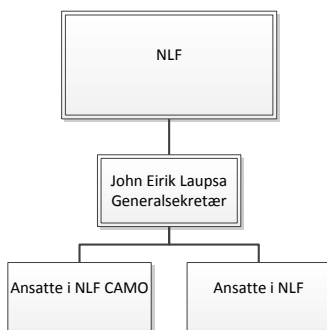 NLF
John Eirik Laupsa
Generalsekretær
Ansatte i NLF CAMO
Ansatte i NLF